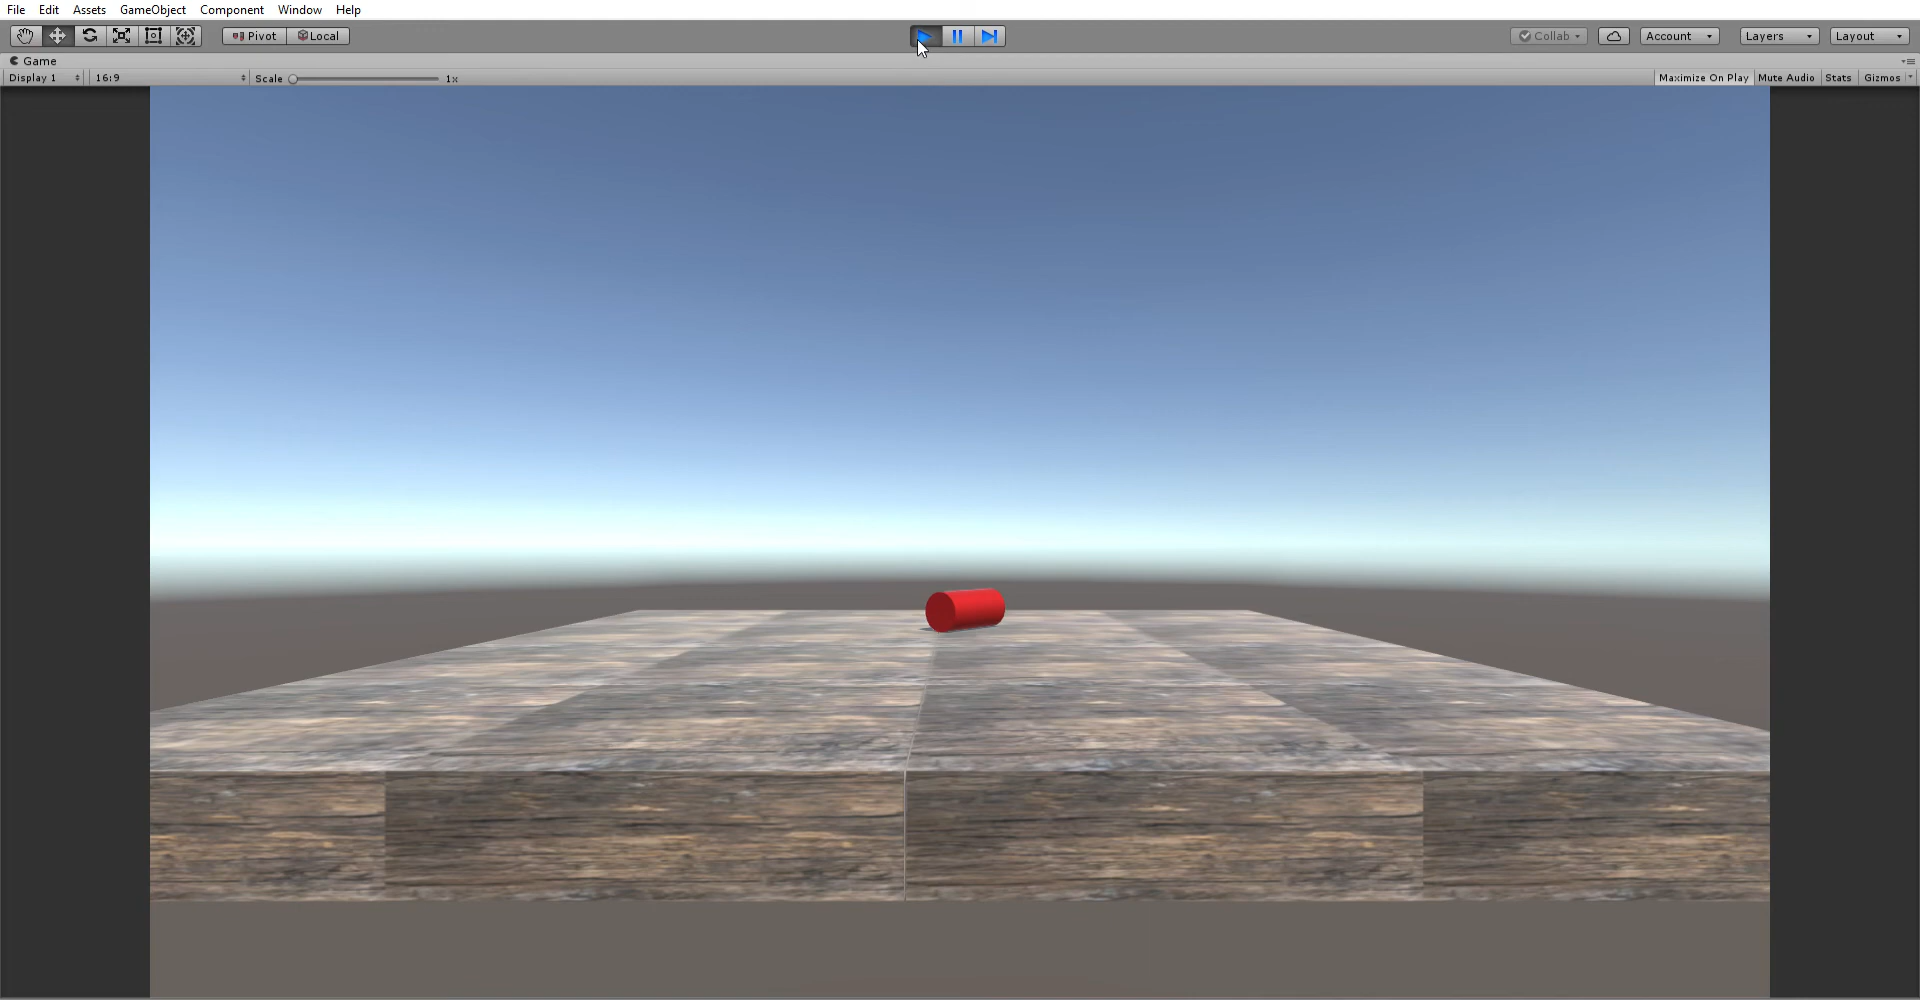 File Edit Assets GameObject Component Window Help
Pivot Local Collab Account Layers Layout
Game
Display 1 16:9 Scale 1x Maximize On Play Mute Audio Stats Gizmos